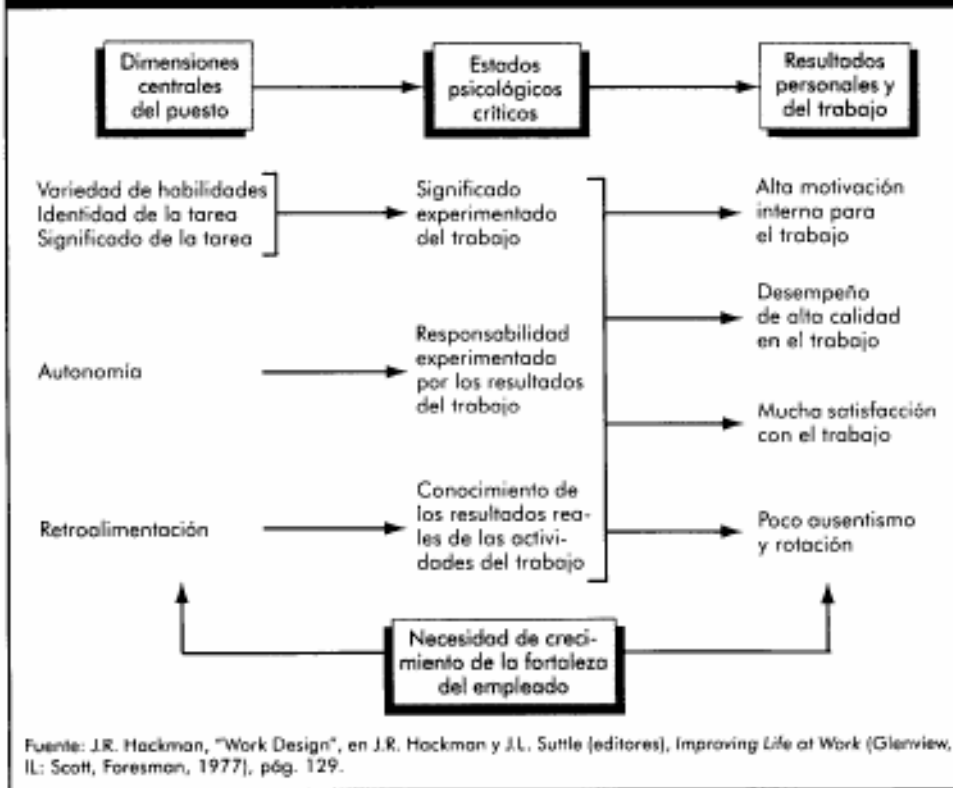 Dimensiones
centrales
del puesto
Estados
psicológicos
críticos
Resultados
personales y
del trabajo
Variedad de habilidades
Identidad de la tarea
Significado de la tarea
Significado
experimentado
del trabajo
Alta motivación
interna para
el trabajo
Desempeño
de alta calidad
en el trabajo
Autonomía
Responsabilidad
experimentada
por los resultados
del trabajo
Mucha satisfacción
con el trabajo
Retroalimentación
Conocimiento de
los resultados rea-
les de las activi-
dades del trabajo
Poco ausentismo
y rotación
Necesidad de creci-
miento de la fortaleza
del empleado
Fuente: J.R. Hackman, "Work Design", en J.R. Hackman y J.L. Suttle (editores), Improving Life at Work (Glenview,
IL: Scott, Foresman, 1977), pág. 129.